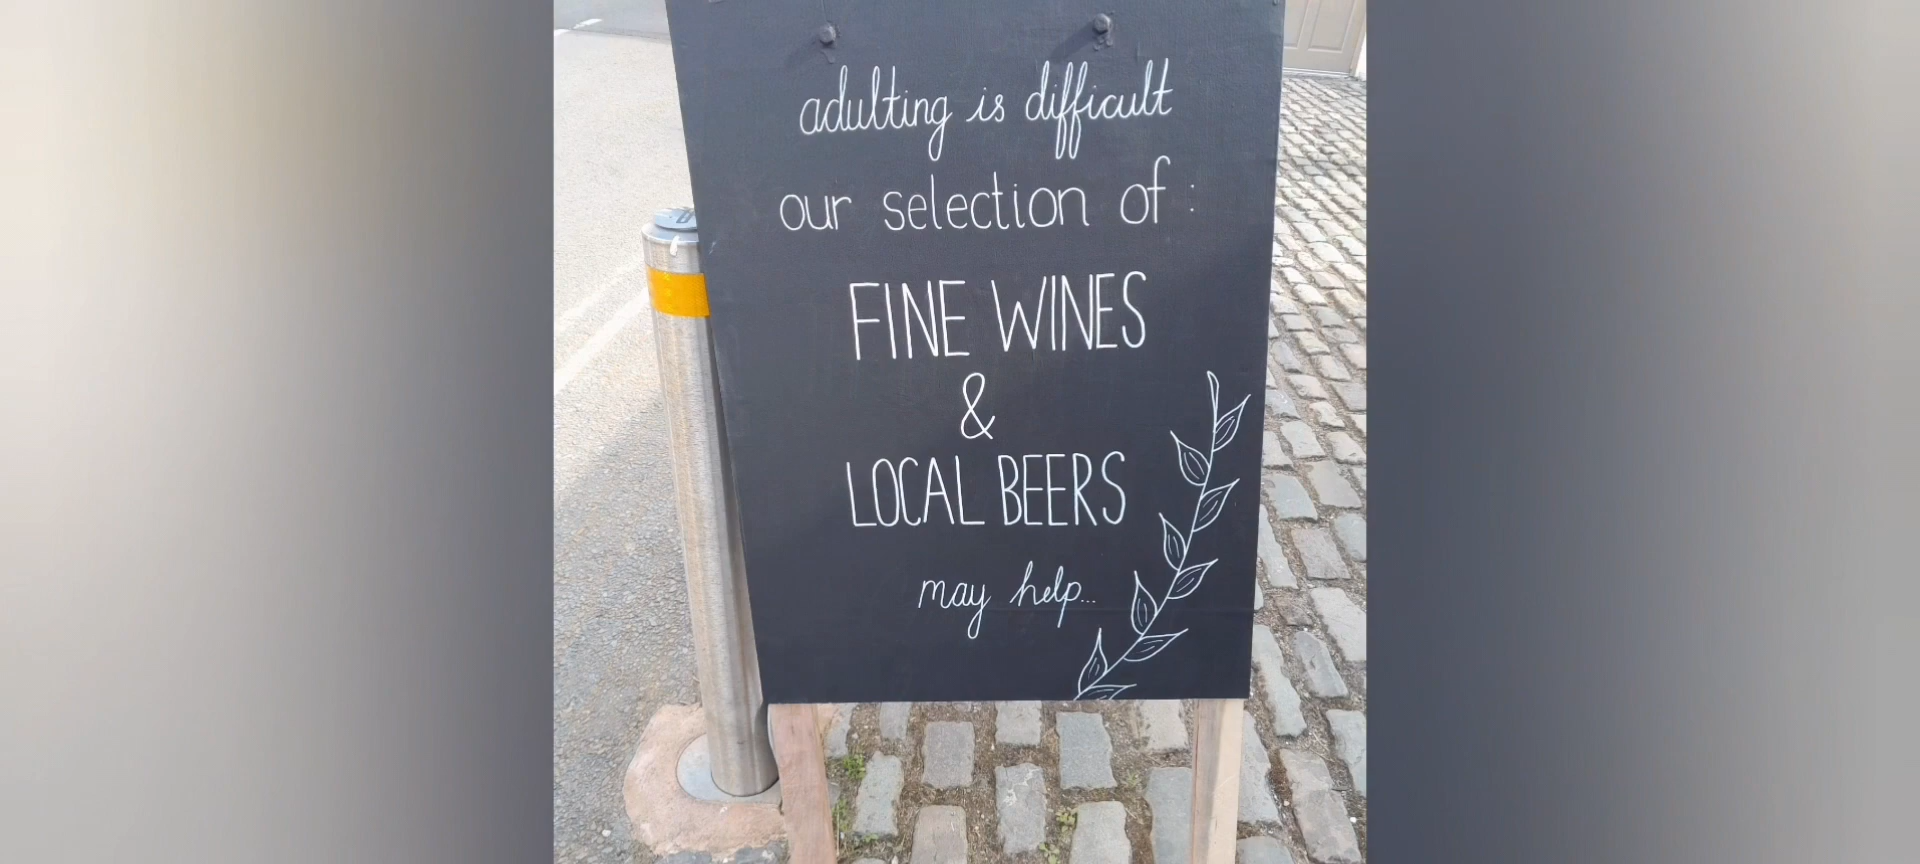 adulting is difficult
our selection of :
FINE WINES
&
LOCAL BEERS
may help...